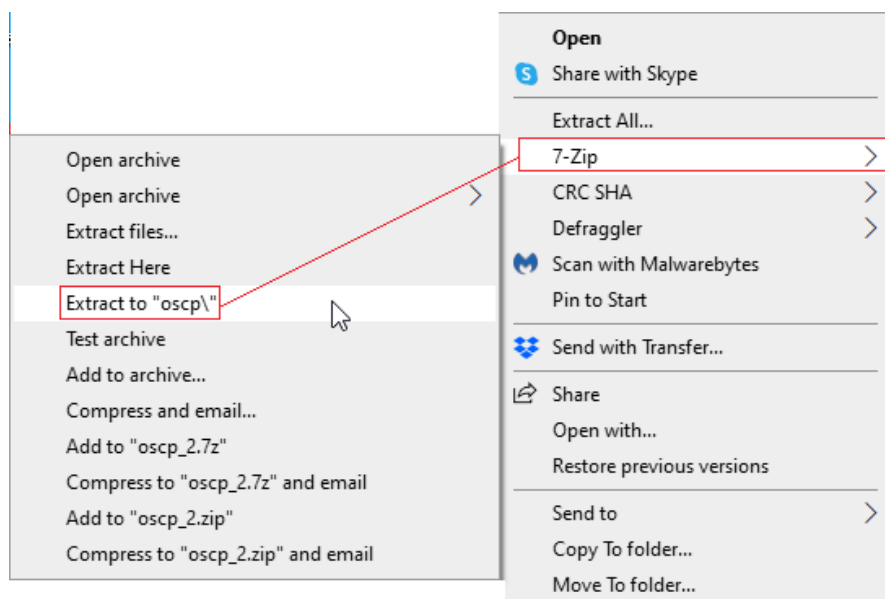 Open
Share with Skype
Extract All...
7-Zip
CRC SHA
Defraggler
Scan with Malwarebytes
Pin to Start
Send with Transfer...
Share
Open with...
Restore previous versions
Send to
Copy To folder...
Move To folder...
Open archive
Open archive
Extract files...
Extract Here
Extract to "oscp\"
Test archive
Add to archive...
Compress and email...
Add to "oscp_2.7z"
Compress to "oscp_2.7z" and email
Add to "oscp_2.zip"
Compress to "oscp_2.zip" and email